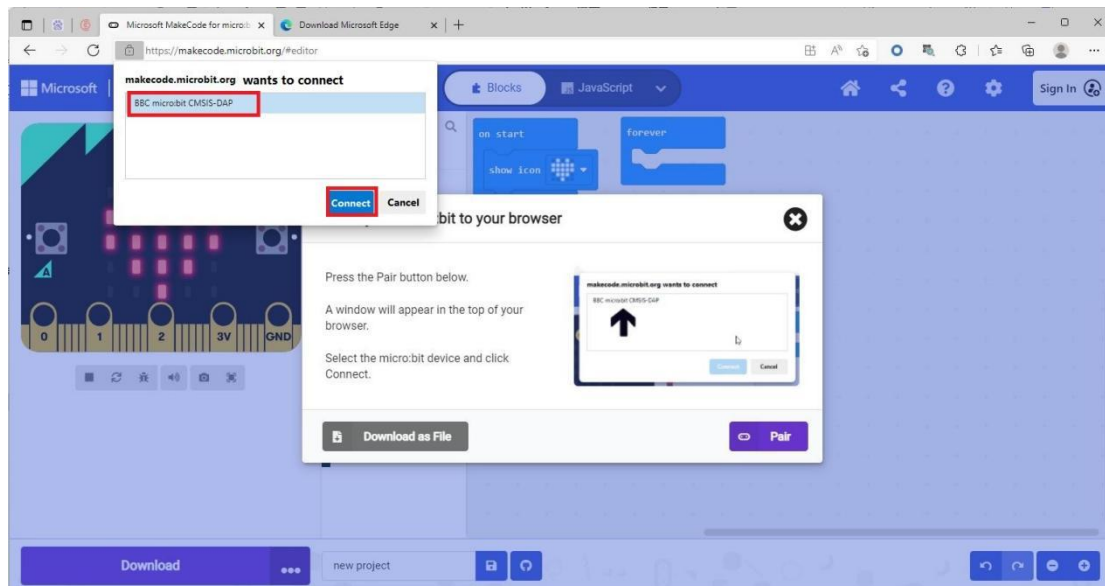 Microsoft MakeCode for micro:b
Download Microsoft Edge
https://makecode.microbit.org/#editor
makecode.microbit.org wants to connect
BBC micro:bit CMSIS-DAP
Connect
Cancel
Microsoft
Blocks
JavaScript
Sign In
on start
show icon
forever
bit to your browser
Press the Pair button below.
A window will appear in the top of your
browser.
Select the micro:bit device and click
Connect.
makecode.microbit.org wants to connect
BBC micro:bit CMSIS-DAP
Connect
Cancel
Download as File
Pair
A
0
1
2
3V
GND
Download
new project